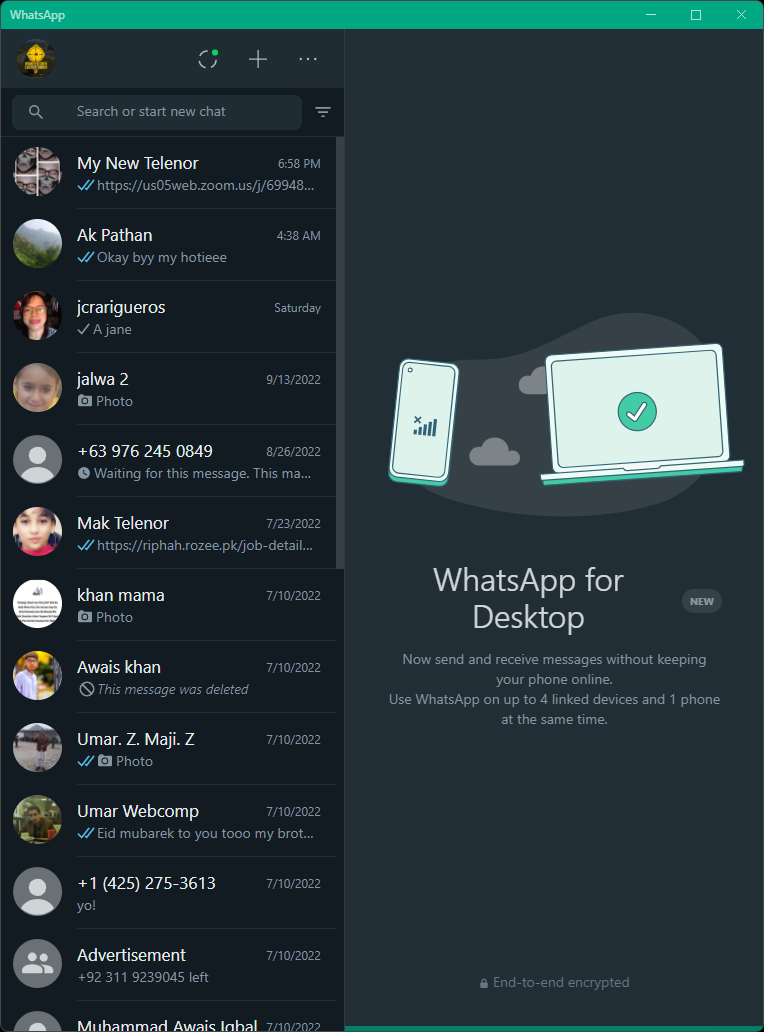 WhatsApp
Search or start new chat
My New Telenor
6:58 PM
https://us05web.zoom.us/j/69948...
Ak Pathan
4:38 AM
Okay byy my hotieee
jcrarigueros
Saturday
A jane
jalwa 2
9/13/2022
Photo
+63 976 245 0849
8/26/2022
Waiting for this message. This ma...
Mak Telenor
7/23/2022
https://riphah.rozee.pk/job-detail...
khan mama
7/10/2022
Photo
Awais khan
7/10/2022
This message was deleted
Umar. Z. Maji. Z
7/10/2022
Photo
Umar Webcomp
7/10/2022
Eid mubarek to you tooo my brot...
+1 (425) 275-3613
7/10/2022
yo!
Advertisement
7/10/2022
+92 311 9239045 left
Muhammad Awais Iqbal
7/10/2022
WhatsApp for
Desktop
NEW
Now send and receive messages without keeping
your phone online.
Use WhatsApp on up to 4 linked devices and 1 phone
at the same time.
End-to-end encrypted